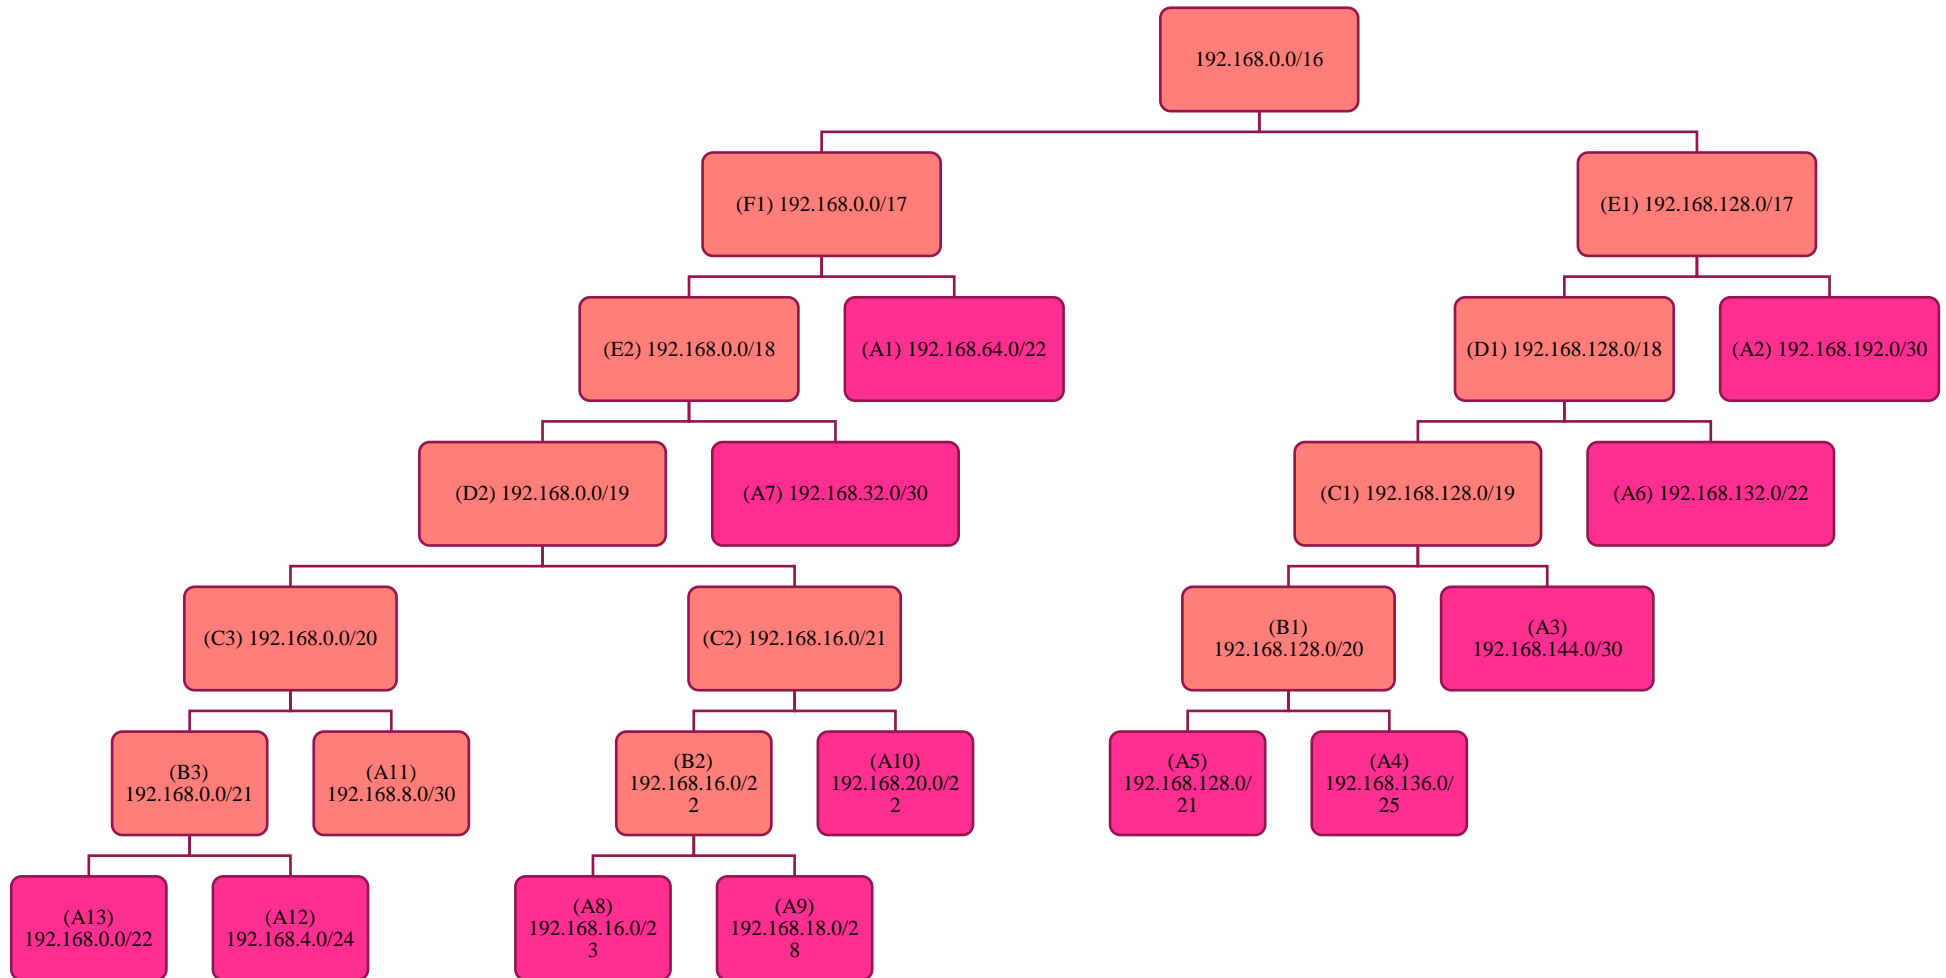 192.168.0.0/16
(F1) 192.168.0.0/17
(E1) 192.168.128.0/17
(E2) 192.168.0.0/18
(A1) 192.168.64.0/22
(D1) 192.168.128.0/18
(A2) 192.168.192.0/30
(D2) 192.168.0.0/19
(A7) 192.168.32.0/30
(C1) 192.168.128.0/19
(A6) 192.168.132.0/22
(C3) 192.168.0.0/20
(C2) 192.168.16.0/21
(B1)
192.168.128.0/20
(A3)
192.168.144.0/30
(B3)
192.168.0.0/21
(A11)
192.168.8.0/30
(B2)
192.168.16.0/2
2
(A10)
192.168.20.0/2
2
(A5)
192.168.128.0/
21
(A4)
192.168.136.0/
25
(A13)
192.168.0.0/22
(A12)
192.168.4.0/24
(A8)
192.168.16.0/2
3
(A9)
192.168.18.0/2
8